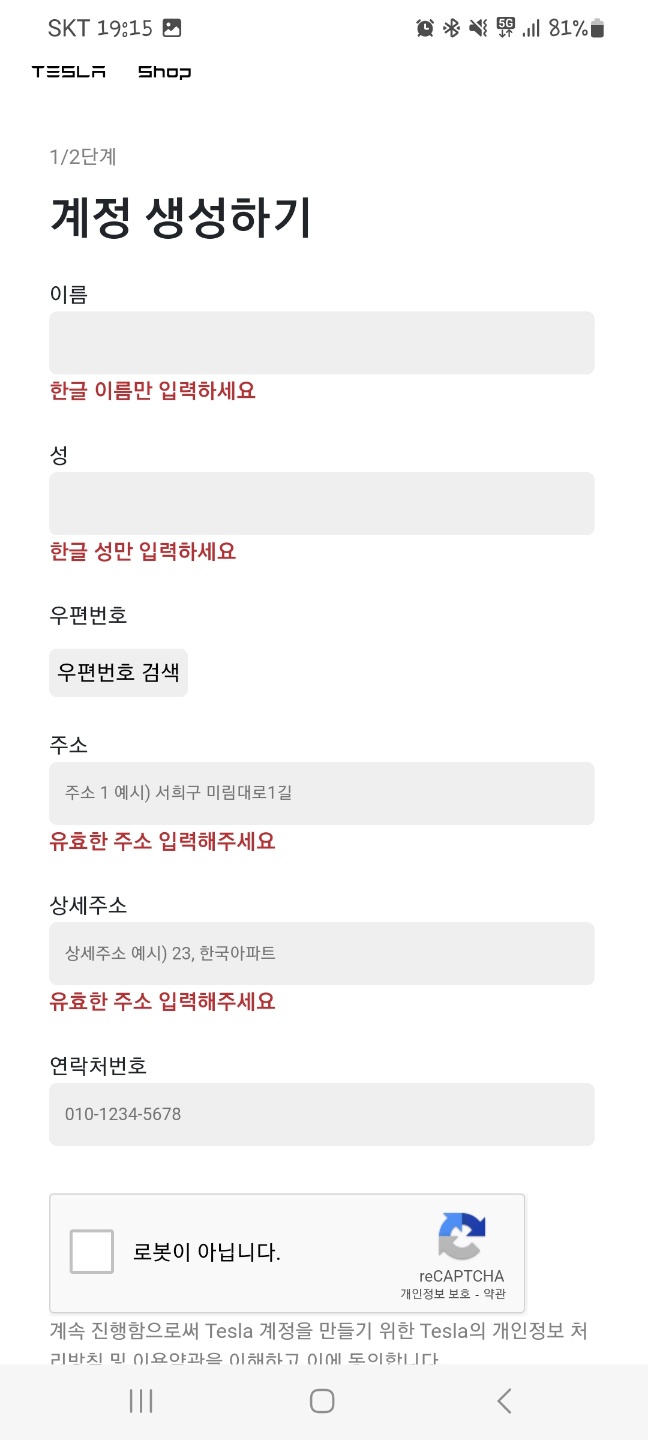 SKT 19:15 5G 81%
TESLA Shop
1/2단계
계정 생성하기
이름
한글 이름만 입력하세요
성
한글 성만 입력하세요
우편번호
우편번호 검색
주소
주소 1 예시) 서희구 미림대로1길
유효한 주소 입력해주세요
상세주소
상세주소 예시) 23, 한국아파트
유효한 주소 입력해주세요
연락처번호
010-1234-5678
로봇이 아닙니다.
reCAPTCHA
개인정보 보호 - 약관
계속 진행함으로써 Tesla 계정을 만들기 위한 Tesla의 개인정보 처
리방침 및 이용약관을 이해하고 이에 동의합니다